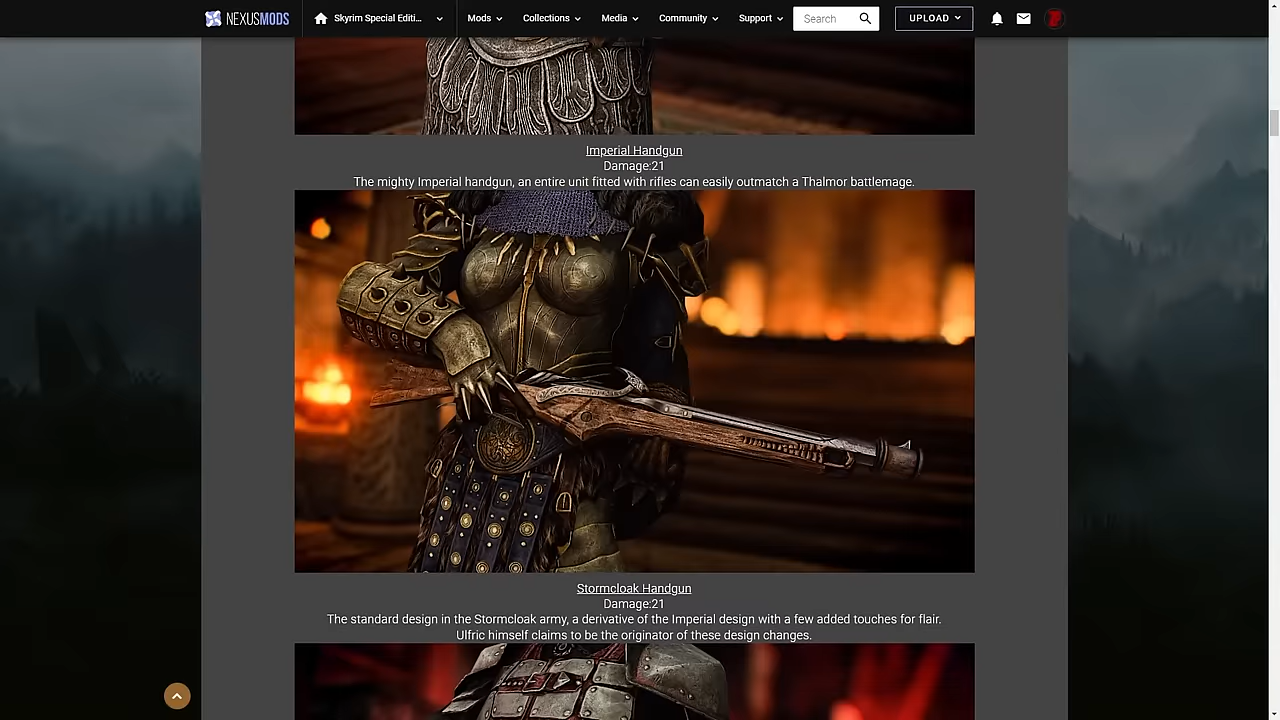 NEXUSMODS
Skyrim Special Editi...
Mods
Collections
Media
Community
Support
Search
UPLOAD
Imperial Handgun
Damage:21
The mighty Imperial handgun, an entire unit fitted with rifles can easily outmatch a Thalmor battlemage.
Stormcloak Handgun
Damage:21
The standard design in the Stormcloak army, a derivative of the Imperial design with a few added touches for flair.
Ulfric himself claims to be the originator of these design changes.